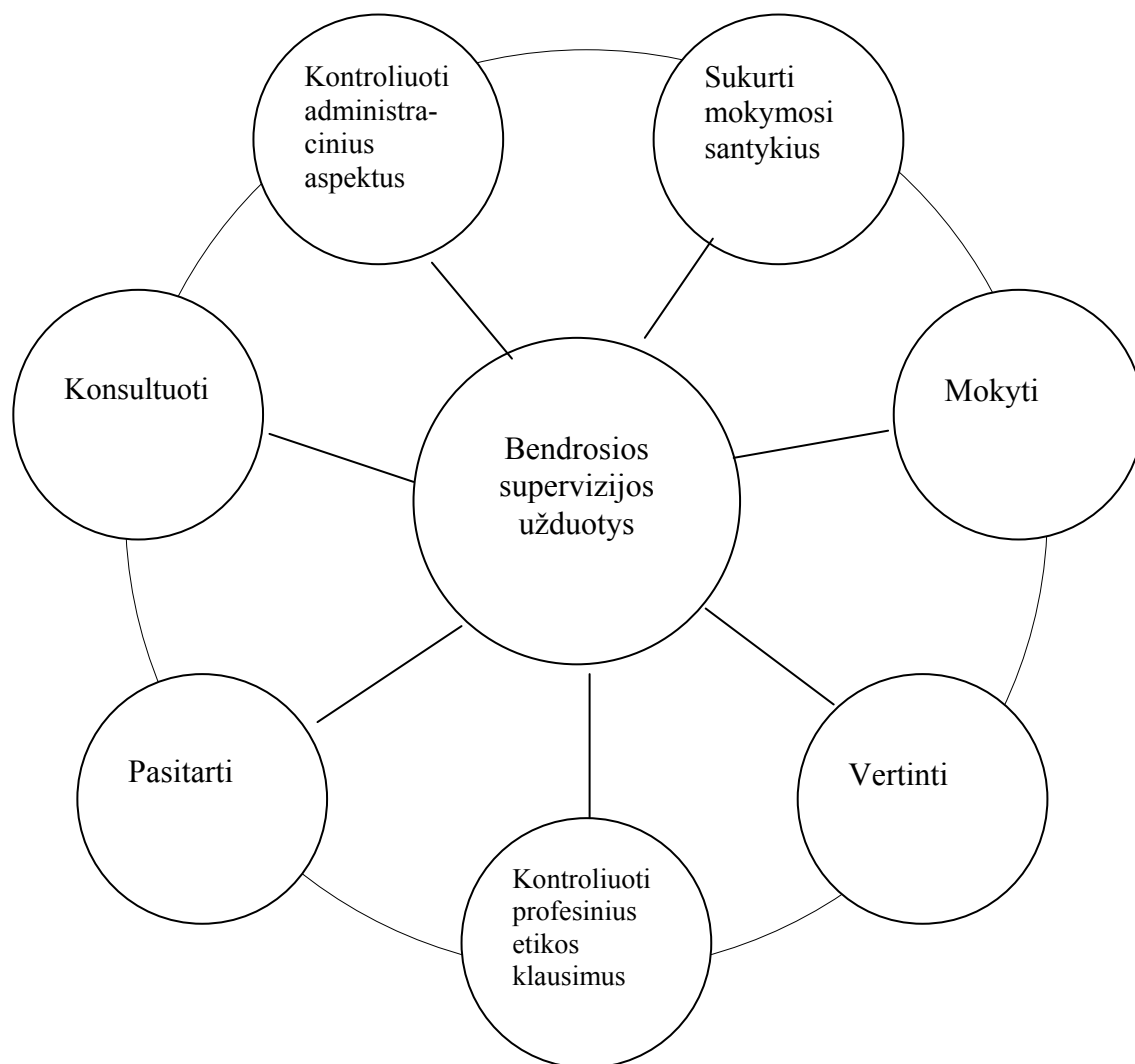 Kontroliuoti
administra-
cinius
aspektus
Sukurti
mokymosi
santykius
Konsultuoti
Mokyti
Bendrosios
supervizijos
užduotys
Pasitarti
Vertinti
Kontroliuoti
profesinius
etikos
klausimus